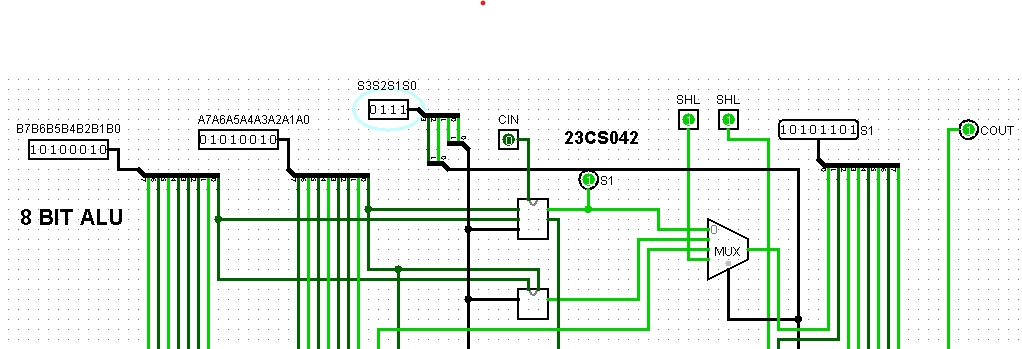 S3S2S1S0
0111
SHL
SHL
B7B6B5B4B2B1B0
10100010
A7A6A5A4A3A2A1A0
01010010
CIN
0
23CS042
1
1
10101101
S1
1
COUT
1
S1
8 BIT ALU
0
MUX